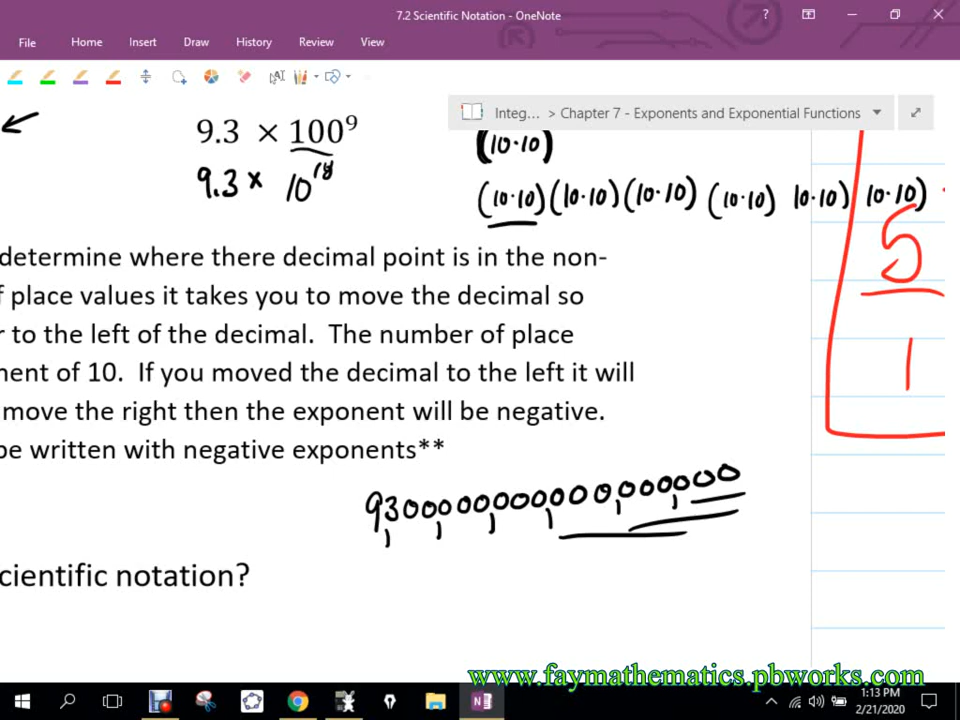 7.2 Scientific Notation - OneNote
?
File Home Insert Draw History Review View
Integ... > Chapter 7 - Exponents and Exponential Functions
9.3 × 100⁹
(10·10)
9.3 × 10¹⁸
(10·10)(10·10)(10·10) (10·10) 10·10) 10·10)
5
determine where there decimal point is in the non-
f place values it takes you to move the decimal so
r to the left of the decimal. The number of place
nent of 10. If you moved the decimal to the left it will
1
move the right then the exponent will be negative.
be written with negative exponents**
cientific notation?
www.faymathematics.pbworks.com
1:13 PM
2/21/2020